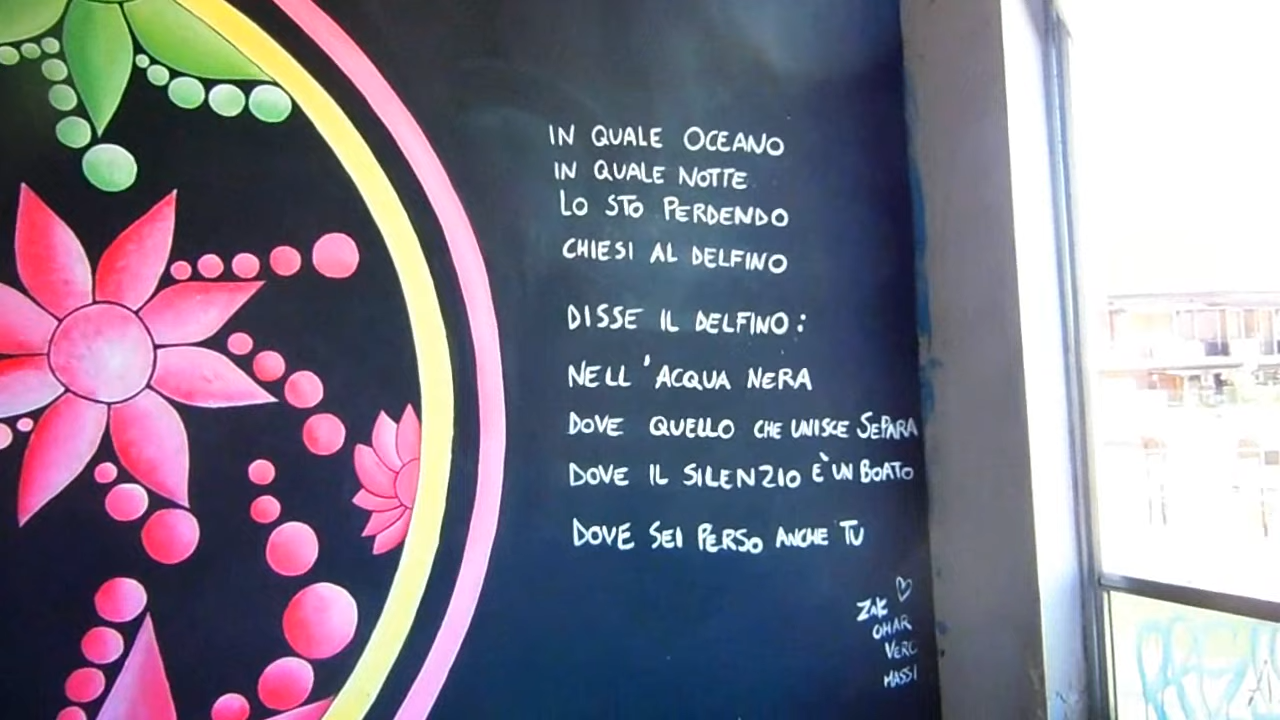 IN QUALE OCEANO
IN QUALE NOTTE
LO STO PERDENDO
CHIESI AL DELFINO
DISSE IL DELFINO:
NELL'ACQUA NERA
DOVE QUELLO CHE UNISCE SEPARA
DOVE IL SILENZIO E' UN BOATO
DOVE SEI PERSO ANCHE TU
ZAK
OMAR
MASSI